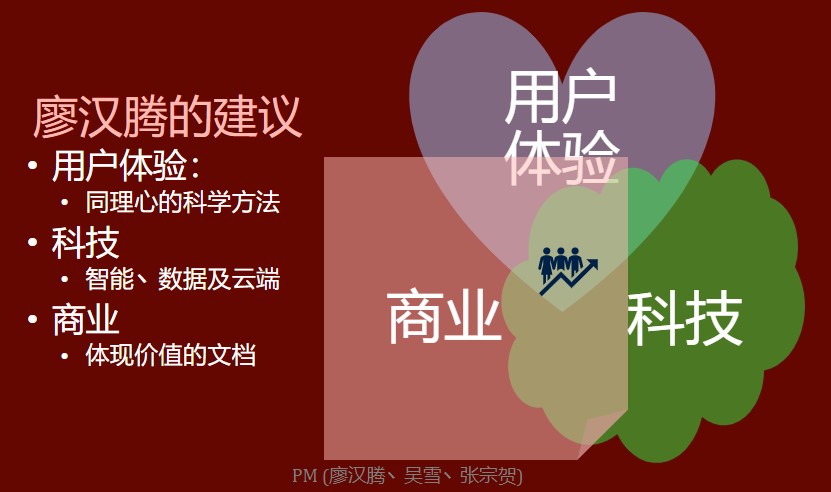 廖汉腾的建议
• 用户体验：
• 同理心的科学方法
• 科技
• 智能、数据及云端
• 商业
• 体现价值的文档
用户
体验
商业
科技
PM (廖汉腾、吴雪、张宗贺)